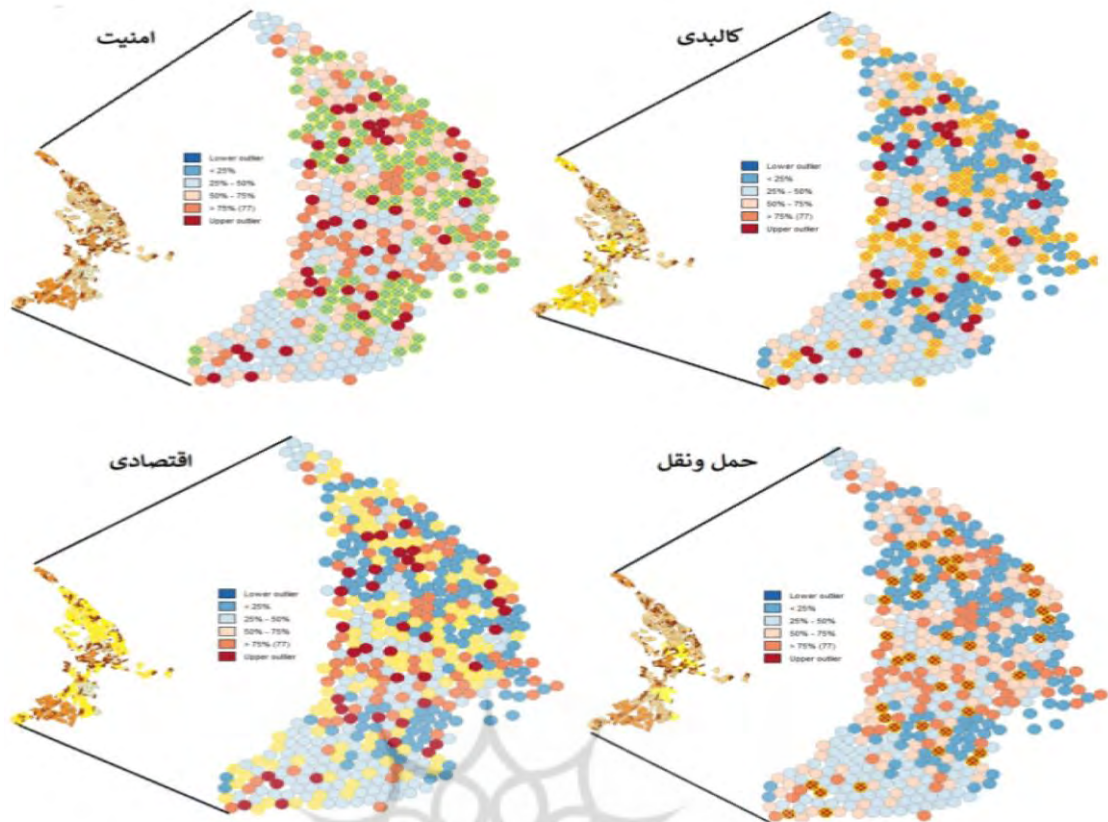 امنیت
Lower outlier
< 25%
25% - 50%
50% - 75%
> 75% (77)
Upper outlier
کالبدی
Lower outlier
< 25%
25% - 50%
50% - 75%
> 75% (77)
Upper outlier
اقتصادی
Lower outlier
< 25%
25% - 50%
50% - 75%
> 75% (77)
Upper outlier
حمل ونقل
Lower outlier
< 25%
25% - 50%
50% - 75%
> 75% (77)
Upper outlier